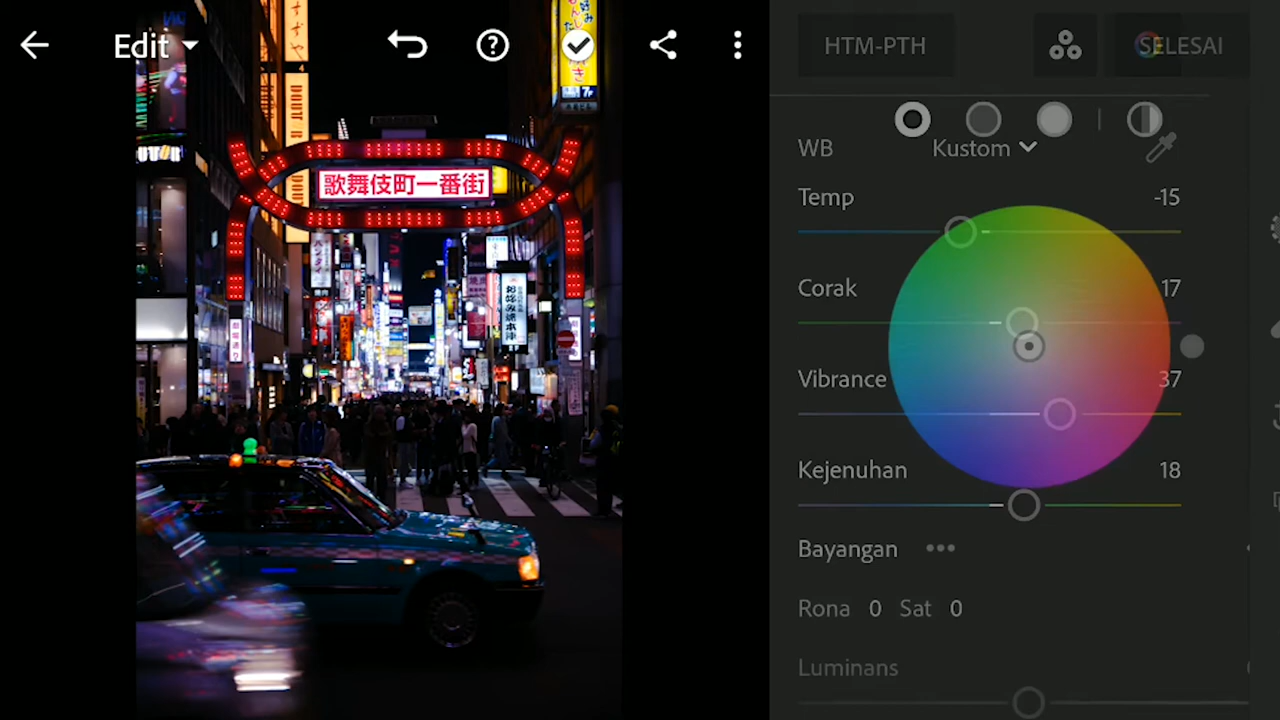 Edit
HTM-PTH
SELESAI
WB
Kustom
Temp
-15
Corak
17
Vibrance
37
Kejenuhan
18
Bayangan
Rona 0 Sat 0
Luminans
歌舞伎町一番街